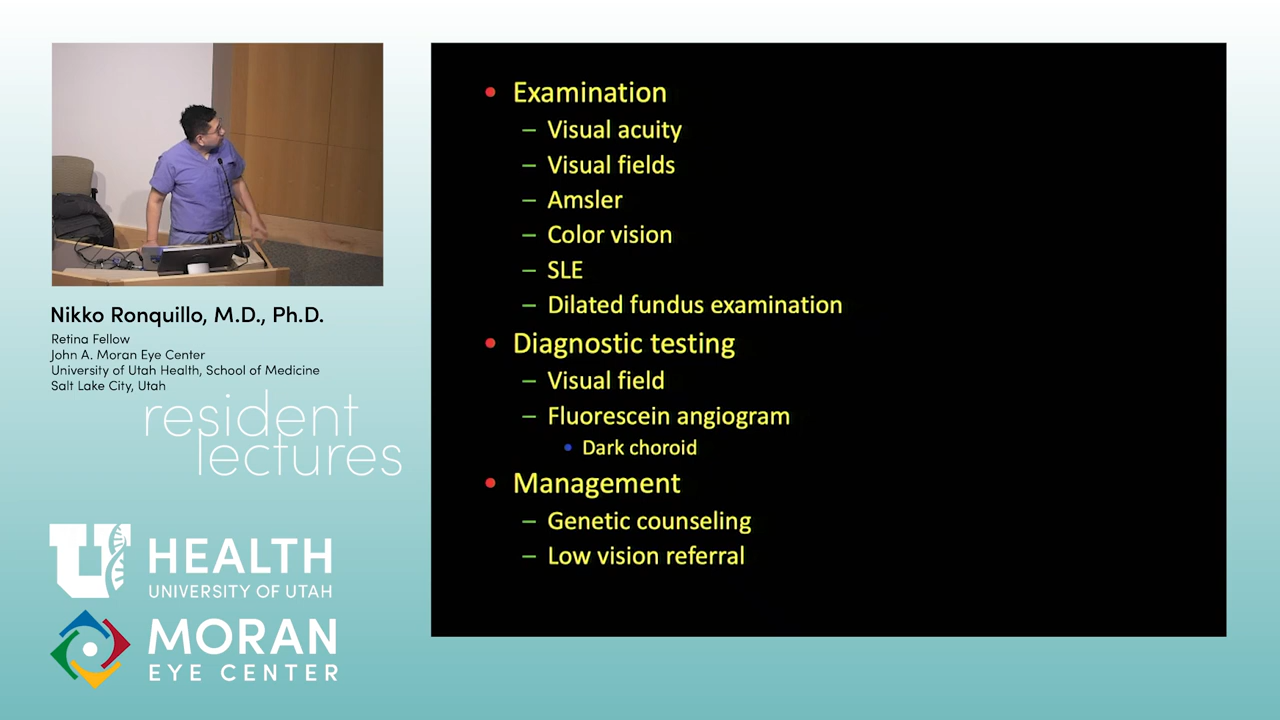 Nikko Ronquillo, M.D., Ph.D.
Retina Fellow
John A. Moran Eye Center
University of Utah Health, School of Medicine
Salt Lake City, Utah
resident
lectures
U HEALTH
UNIVERSITY OF UTAH
MORAN
EYE CENTER
• Examination
– Visual acuity
– Visual fields
– Amsler
– Color vision
– SLE
– Dilated fundus examination
• Diagnostic testing
– Visual field
– Fluorescein angiogram
• Dark choroid
• Management
– Genetic counseling
– Low vision referral